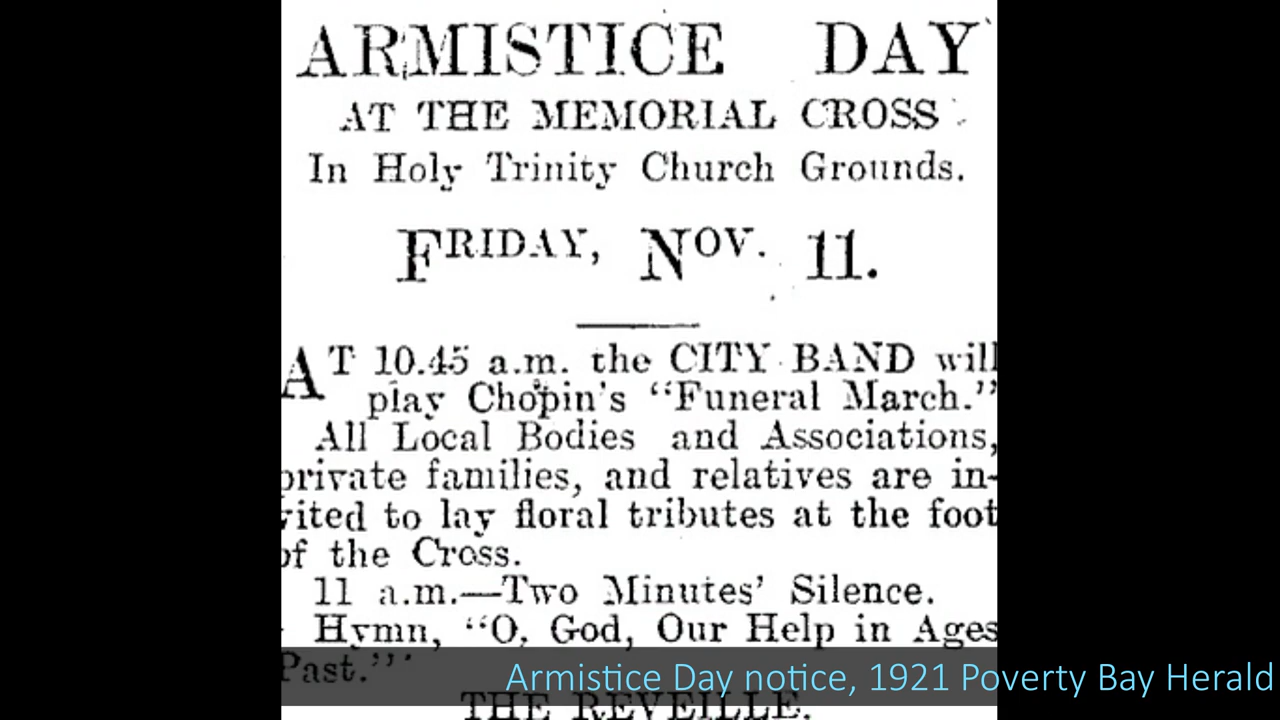 ARMISTICE DAY
AT THE MEMORIAL CROSS
In Holy Trinity Church Grounds.
FRIDAY, NOV. 11.
AT 10.45 a.m. the CITY BAND will
play Chopin's "Funeral March."
All Local Bodies and Associations,
private families, and relatives are in-
vited to lay floral tributes at the foot
of the Cross.
11 a.m.—Two Minutes' Silence.
Hymn, "O, God, Our Help in Ages
Past."
Armistice Day notice, 1921 Poverty Bay Herald
THE REVEILLE.